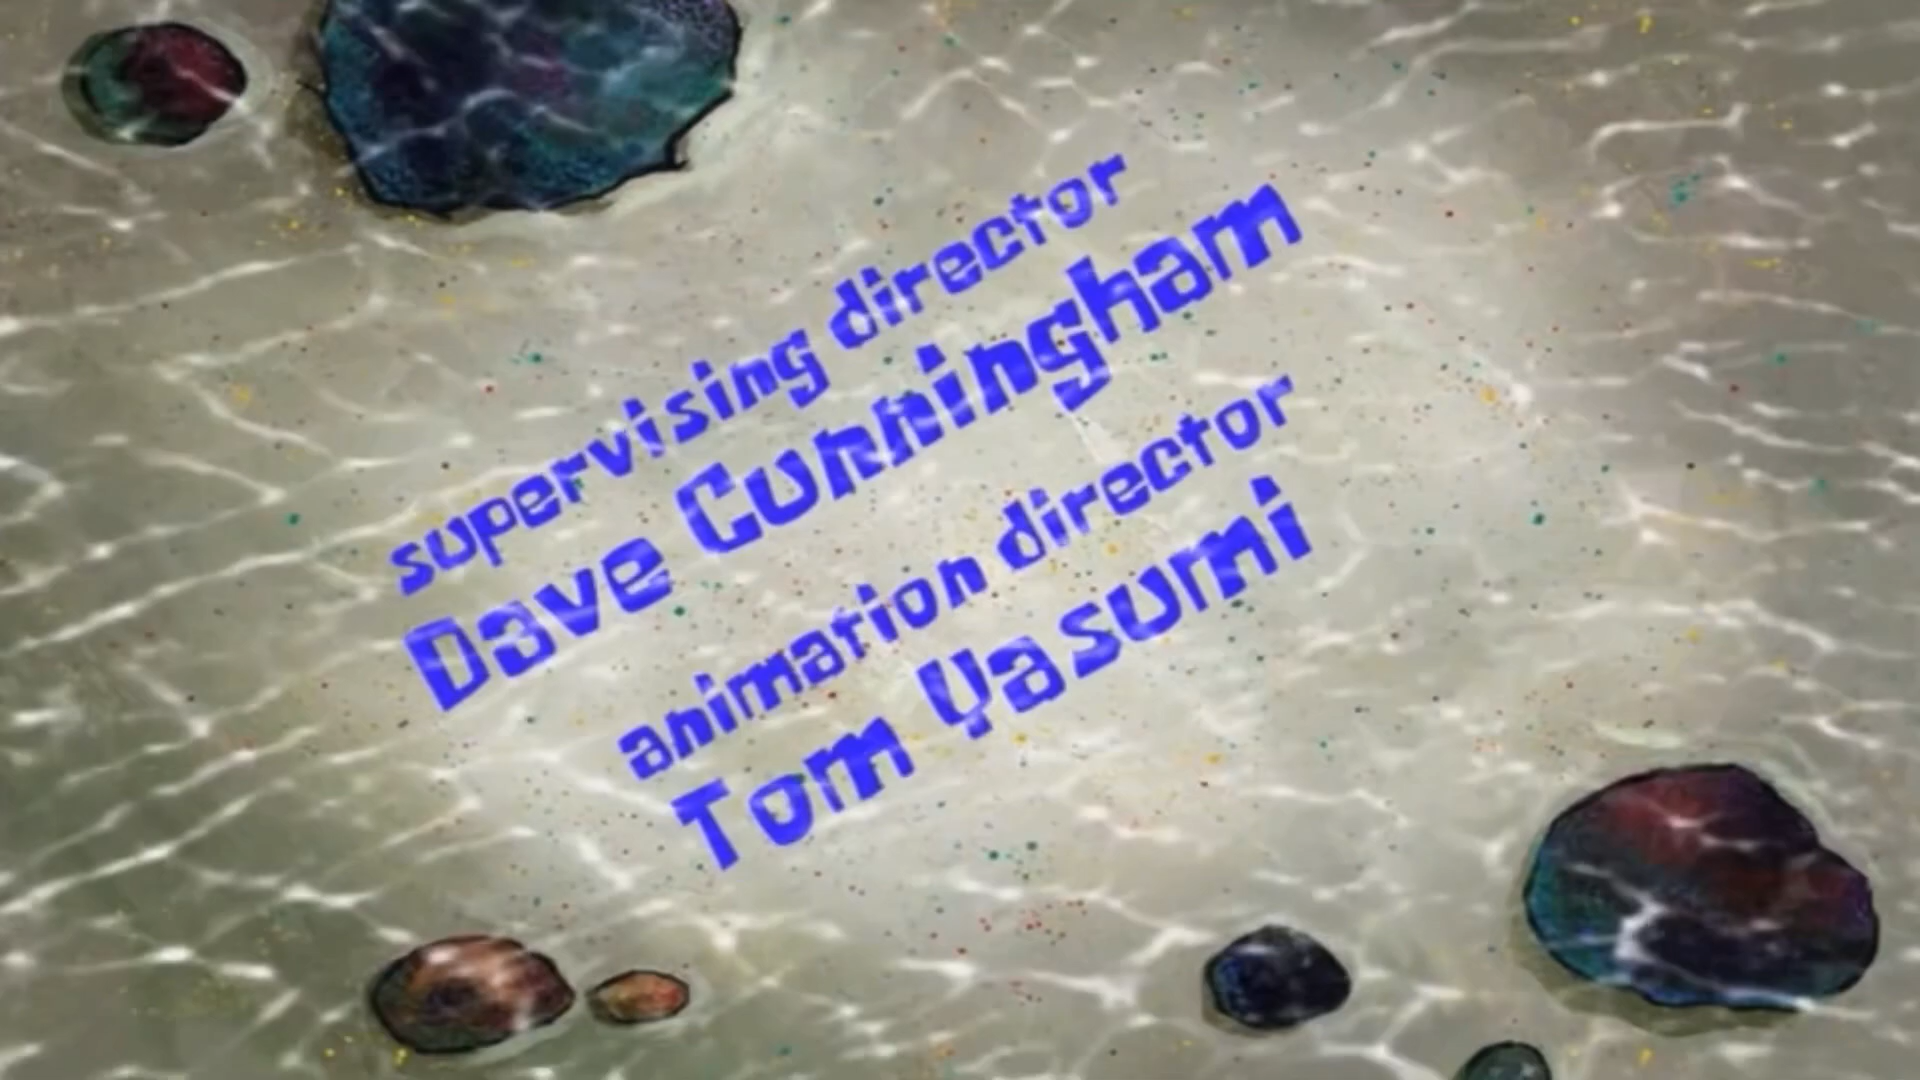 supervising director
Dave Cunningham
animation director
Tom Yasumi